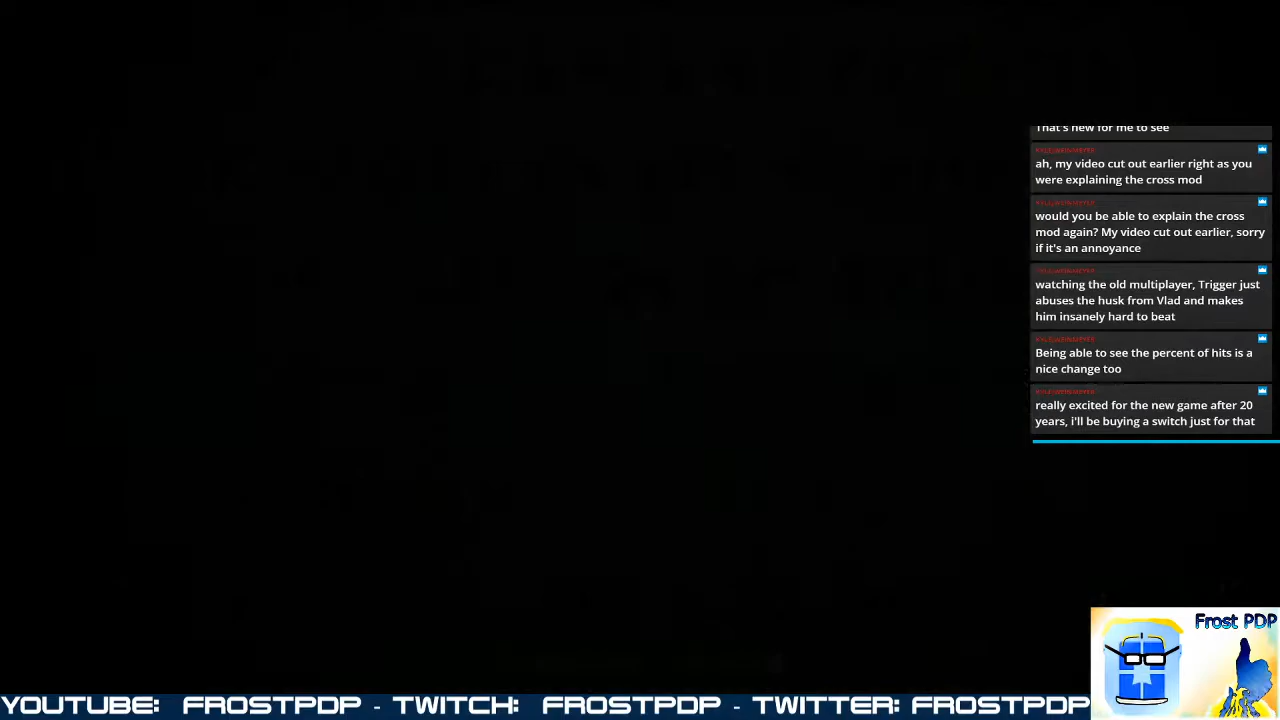 That's new for me to see
ah, my video cut out earlier right as you
were explaining the cross mod
would you be able to explain the cross
mod again? My video cut out earlier, sorry
if it's an annoyance
watching the old multiplayer, Trigger just
abuses the husk from Vlad and makes
him insanely hard to beat
Being able to see the percent of hits is a
nice change too
really excited for the new game after 20
years, i'll be buying a switch just for that
Frost PDP
YOUTUBE: FROSTPDP - TWITCH: FROSTPDP - TWITTER: FROSTPDP